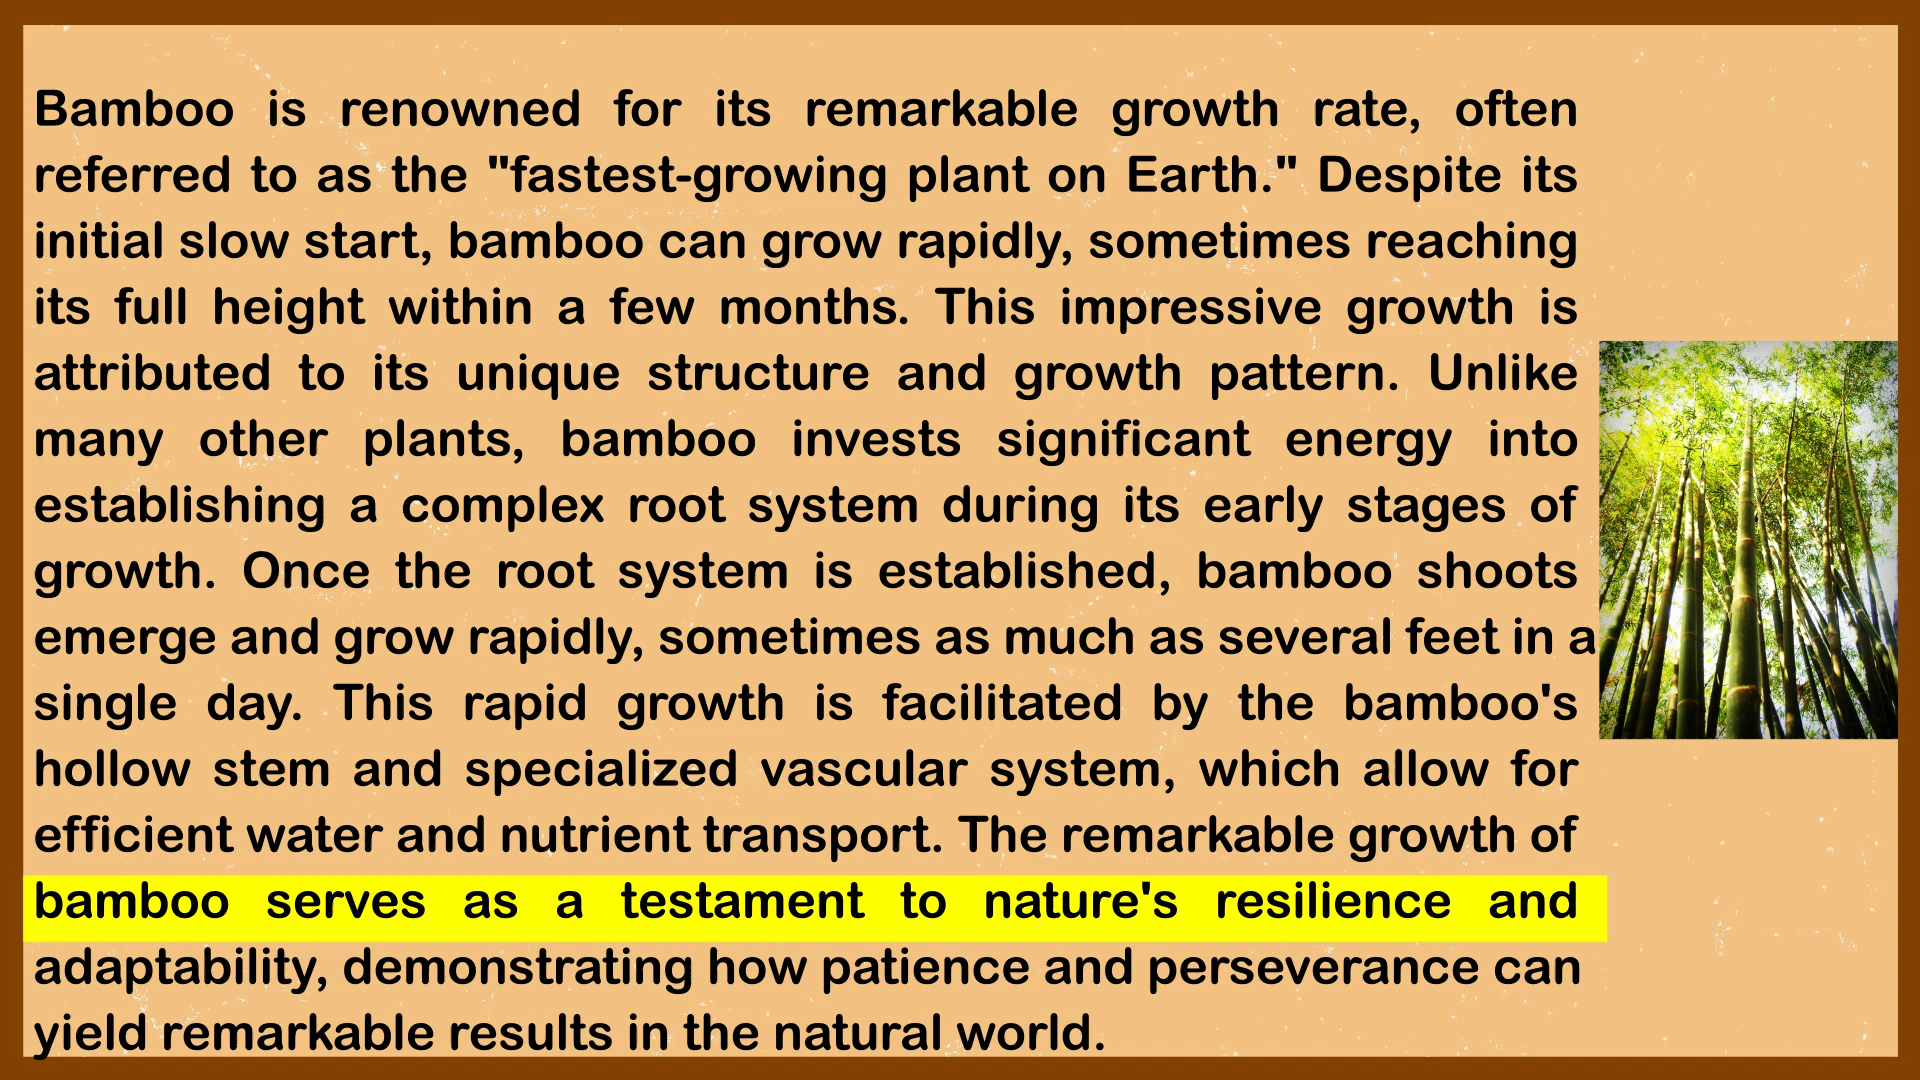 Bamboo is renowned for its remarkable growth rate, often
referred to as the "fastest-growing plant on Earth." Despite its
initial slow start, bamboo can grow rapidly, sometimes reaching
its full height within a few months. This impressive growth is
attributed to its unique structure and growth pattern. Unlike
many other plants, bamboo invests significant energy into
establishing a complex root system during its early stages of
growth. Once the root system is established, bamboo shoots
emerge and grow rapidly, sometimes as much as several feet in a
single day. This rapid growth is facilitated by the bamboo's
hollow stem and specialized vascular system, which allow for
efficient water and nutrient transport. The remarkable growth of
bamboo serves as a testament to nature's resilience and
adaptability, demonstrating how patience and perseverance can
yield remarkable results in the natural world.